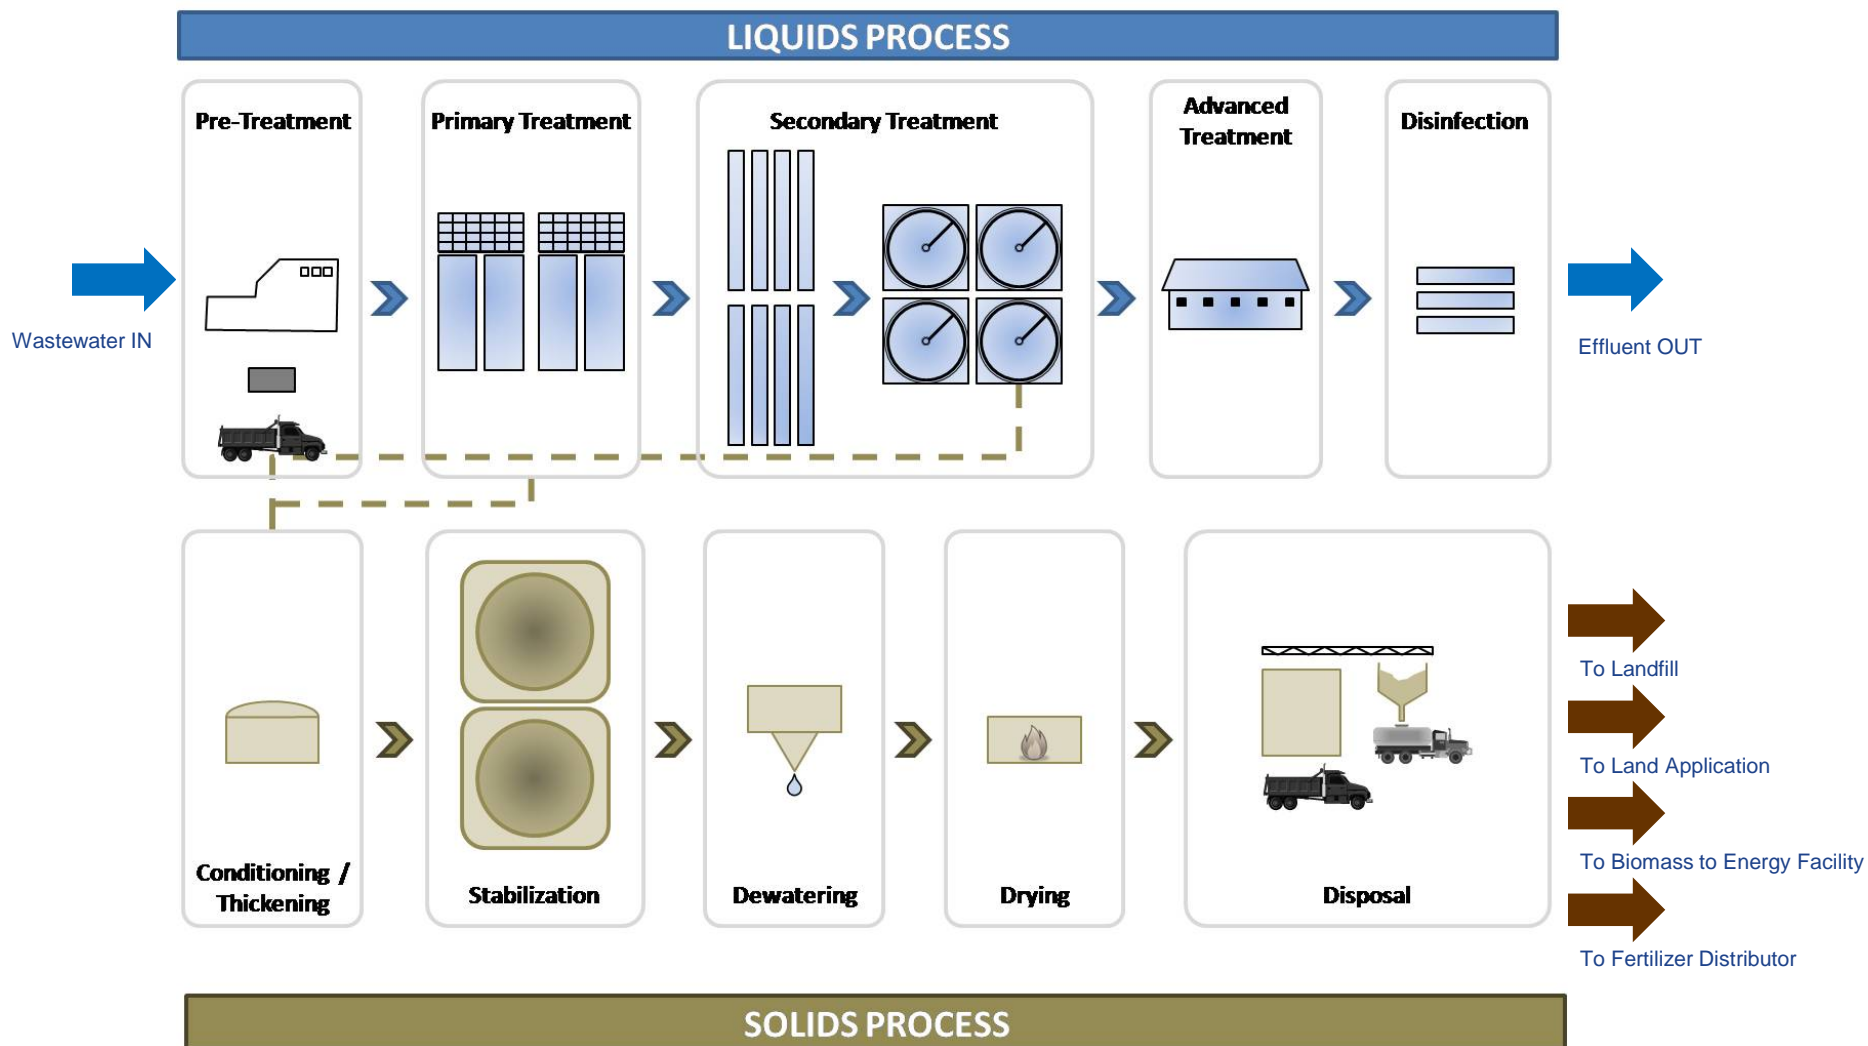 LIQUIDS PROCESS
Pre-Treatment
Primary Treatment
Secondary Treatment
Advanced
Treatment
Disinfection
Wastewater IN
Effluent OUT
Conditioning /
Thickening
Stabilization
Dewatering
Drying
Disposal
To Landfill
To Land Application
To Biomass to Energy Facility
To Fertilizer Distributor
SOLIDS PROCESS